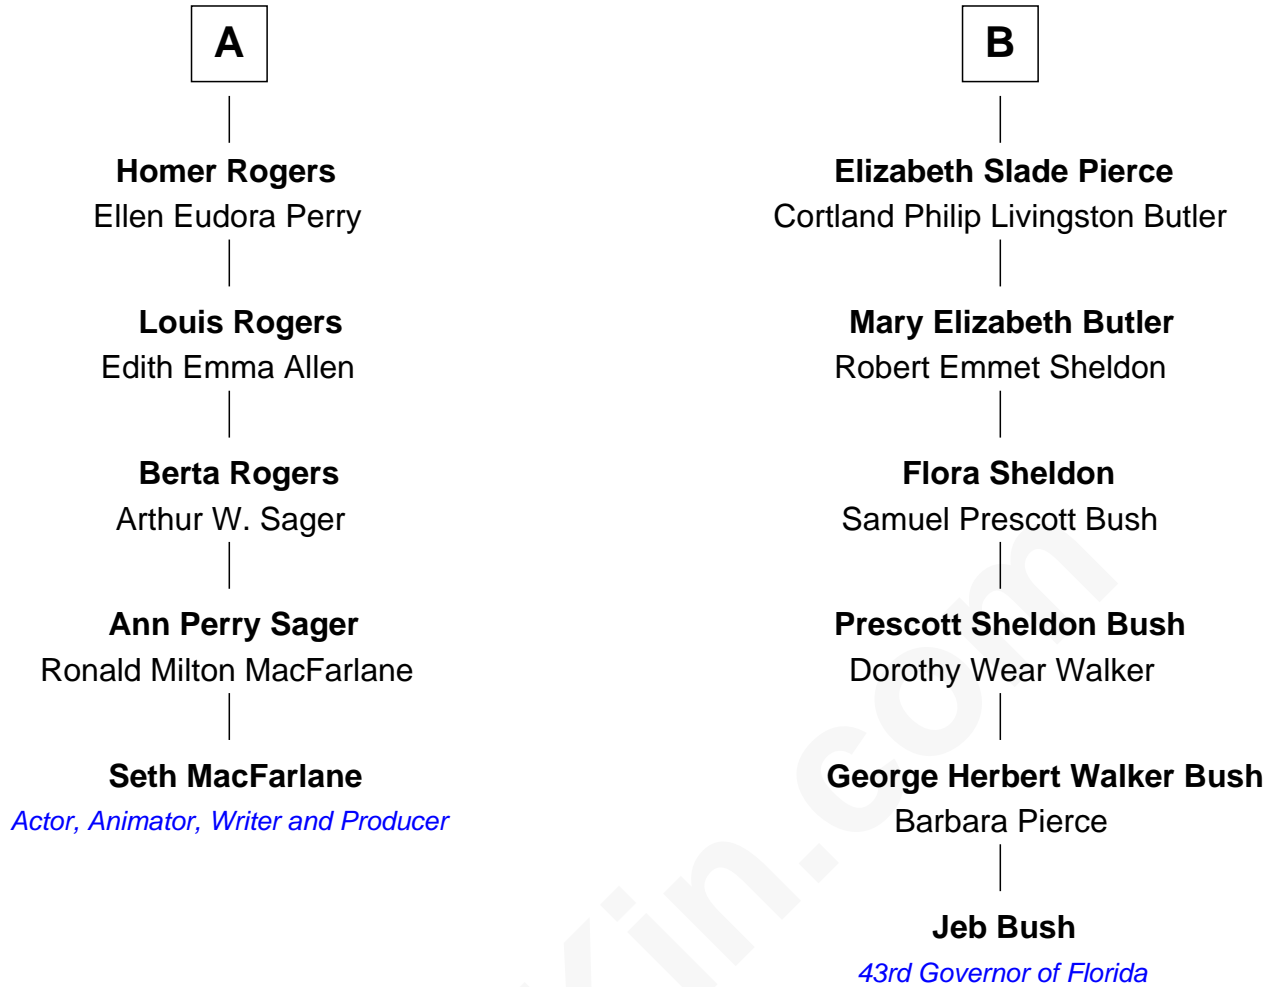 A
Homer Rogers
Ellen Eudora Perry
Louis Rogers
Edith Emma Allen
Berta Rogers
Arthur W. Sager
Ann Perry Sager
Ronald Milton MacFarlane
Seth MacFarlane
Actor, Animator, Writer and Producer
B
Elizabeth Slade Pierce
Cortland Philip Livingston Butler
Mary Elizabeth Butler
Robert Emmet Sheldon
Flora Sheldon
Samuel Prescott Bush
Prescott Sheldon Bush
Dorothy Wear Walker
George Herbert Walker Bush
Barbara Pierce
Jeb Bush
43rd Governor of Florida
Kin.com